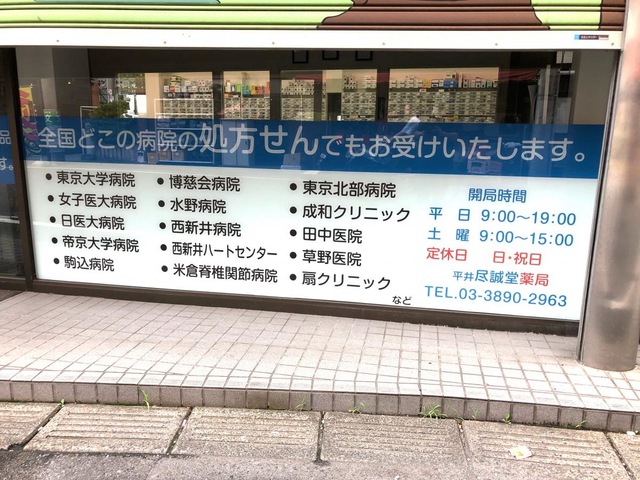 全国どこの病院の処方せんでもお受けいたします。
品
す。
● 東京大学病院
● 女子医大病院
● 日医大病院
● 帝京大学病院
● 駒込病院
● 博慈会病院
● 水野病院
● 西新井病院
● 西新井ハートセンター
● 米倉脊椎関節病院
● 東京北部病院
● 成和クリニック
● 田中医院
● 草野医院
● 扇クリニック
など
開局時間
平 日 9:00~19:00
土 曜 9:00~15:00
定休日 日・祝日
平井尽誠堂薬局
TEL.03-3890-2963